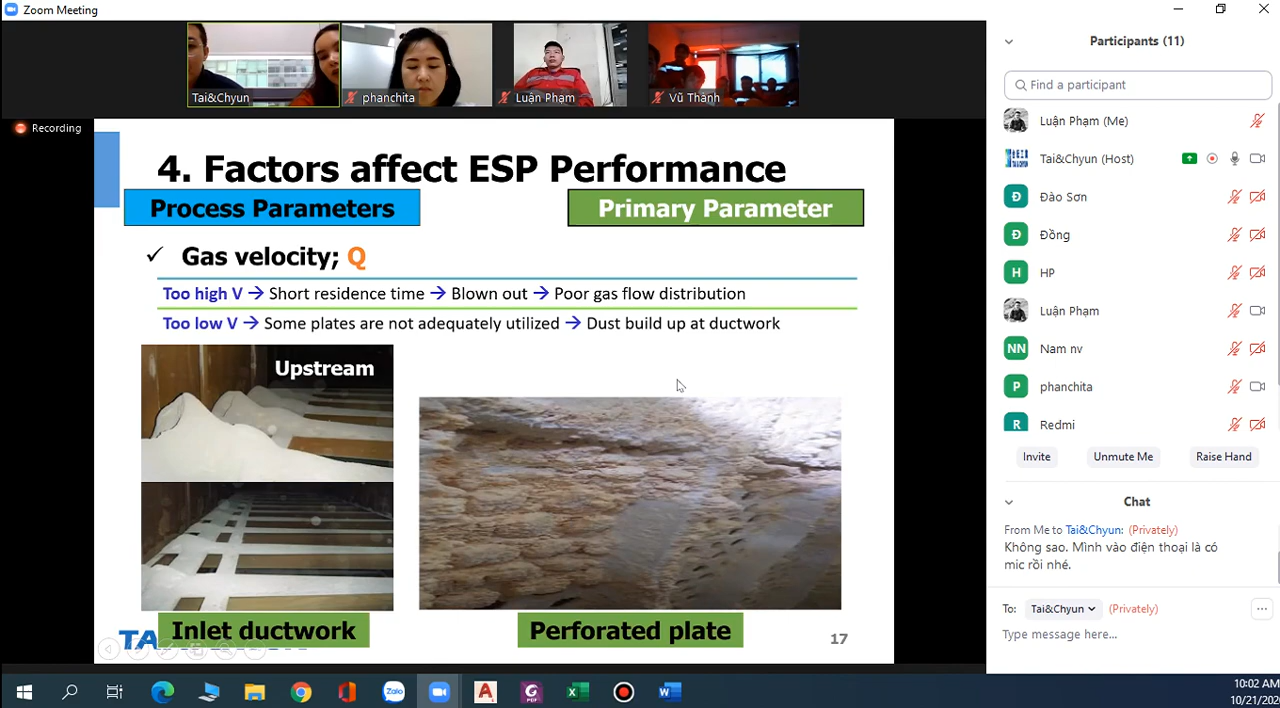 Zoom Meeting
Tai&Chyun
phanchita
Luận Phạm
Vũ Thành
Recording
4. Factors affect ESP Performance
Process Parameters
Primary Parameter
✓ Gas velocity; Q
Too high V → Short residence time → Blown out → Poor gas flow distribution
Too low V → Some plates are not adequately utilized → Dust build up at ductwork
Upstream
Inlet ductwork
Perforated plate
TA
17
Participants (11)
Find a participant
Luận Phạm (Me)
Tai&Chyun (Host)
Đ
Đào Sơn
Đ
Đồng
H
HP
Luận Phạm
NN
Nam nv
P
phanchita
R
Redmi
Invite
Unmute Me
Raise Hand
Chat
From Me to Tai&Chyun: (Privately)
Không sao. Mình vào điện thoại là có
mic rồi nhé.
To: Tai&Chyun (Privately)
Type message here...
Zalo
A
PDF
X
W
10:02 AM
10/21/20